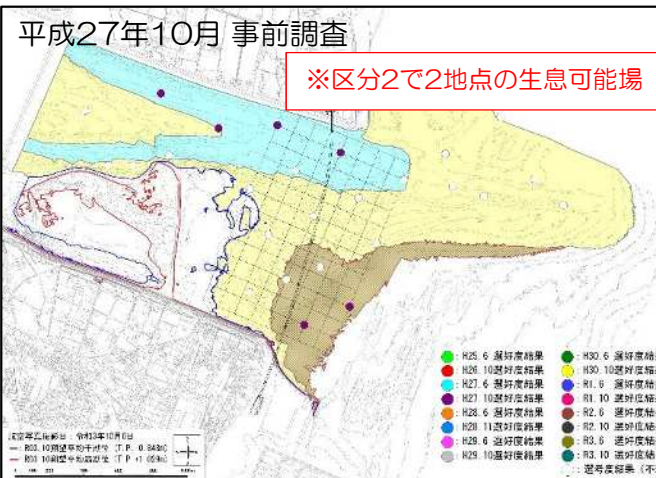 平成27年10月 事前調査
※区分2で2地点の生息可能場
H25.6 選好度結果
H26.10選好度結果
H27.6 選好度結果
H27.10選好度結果
H28.6 選好度結果
H28.11選好度結果
H29.6 選好度結果
H29.10選好度結果
H30.6 選好度結
H30.10選好度結
R1.6 選好度結
R1.10 選好度結
R2.6 選好度結
R2.10 選好度結
R3.6 選好度結
R3.10 選好度結